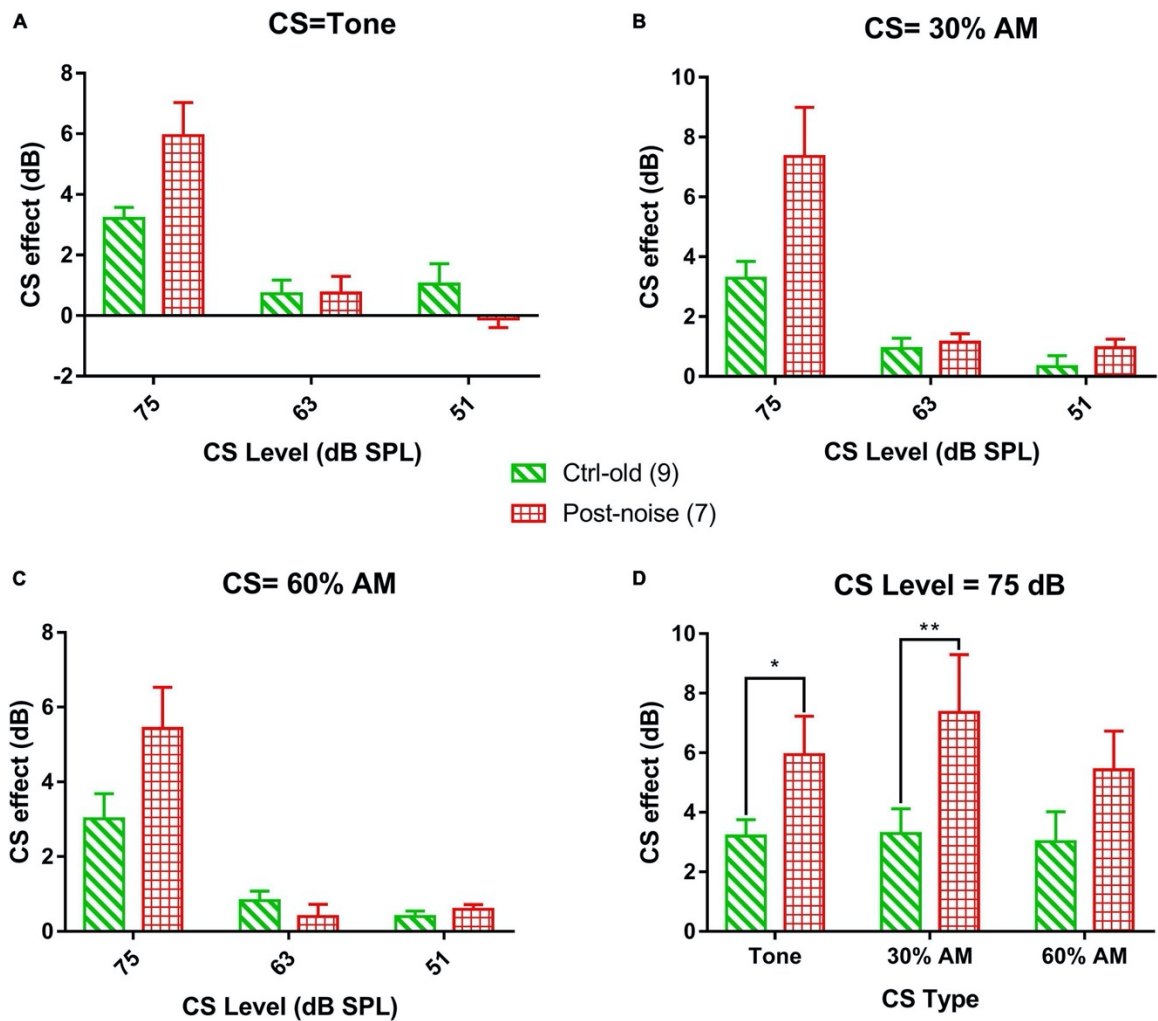 A
CS=Tone
CS effect (dB)
8
6
4
2
0
-2
75
63
51
CS Level (dB SPL)
B
CS= 30% AM
CS effect (dB)
10
8
6
4
2
0
75
63
51
CS Level (dB SPL)
Ctrl-old (9)
Post-noise (7)
C
CS= 60% AM
CS effect (dB)
8
6
4
2
0
75
63
51
CS Level (dB SPL)
D
CS Level = 75 dB
CS effect (dB)
10
8
6
4
2
0
*
**
Tone
30% AM
60% AM
CS Type